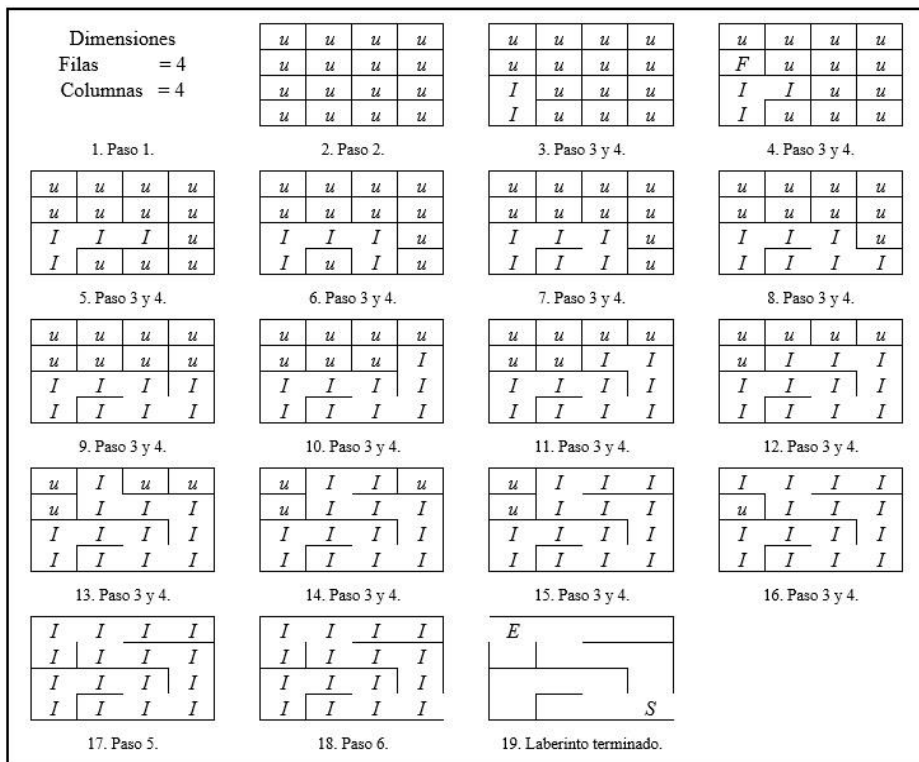 Dimensiones
Filas = 4
Columnas = 4
1. Paso 1.
u u u u
u u u u
u u u u
u u u u
2. Paso 2.
u u u u
u u u u
I u u u
I u u u
3. Paso 3 y 4.
u u u u
F u u u
I I u u
I u u u
4. Paso 3 y 4.
u u u u
u u u u
I I I u
I u u u
5. Paso 3 y 4.
u u u u
u u u u
I I I u
I u I u
6. Paso 3 y 4.
u u u u
u u u u
I I I u
I I I u
7. Paso 3 y 4.
u u u u
u u u u
I I I u
I I I I
8. Paso 3 y 4.
u u u u
u u u u
I I I I
I I I I
9. Paso 3 y 4.
u u u u
u u u I
I I I I
I I I I
10. Paso 3 y 4.
u u u u
u u I I
I I I I
I I I I
11. Paso 3 y 4.
u u u u
u I I I
I I I I
I I I I
12. Paso 3 y 4.
u I u u
u I I I
I I I I
I I I I
13. Paso 3 y 4.
u I I u
u I I I
I I I I
I I I I
14. Paso 3 y 4.
u I I I
u I I I
I I I I
I I I I
15. Paso 3 y 4.
I I I I
u I I I
I I I I
I I I I
16. Paso 3 y 4.
I I I I
I I I I
I I I I
I I I I
17. Paso 5.
I I I I
I I I I
I I I I
I I I I
18. Paso 6.
E
S
19. Laberinto terminado.